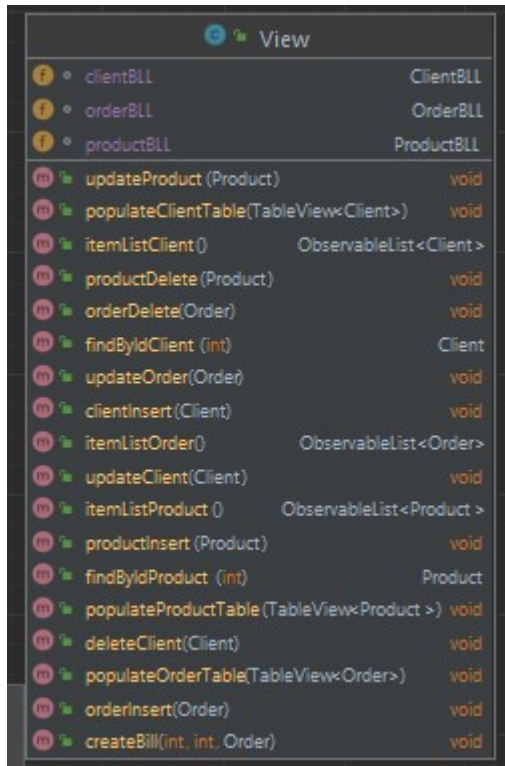 View
clientBLL ClientBLL
orderBLL OrderBLL
productBLL ProductBLL
updateProduct(Product) void
populateClientTable(TableView<Client>) void
itemListClient() ObservableList<Client>
productDelete(Product) void
orderDelete(Order) void
findByIdClient(int) Client
updateOrder(Order) void
clientInsert(Client) void
itemListOrder() ObservableList<Order>
updateClient(Client) void
itemListProduct() ObservableList<Product>
productInsert(Product) void
findByIdProduct(int) Product
populateProductTable(TableView<Product>) void
deleteClient(Client) void
populateOrderTable(TableView<Order>) void
orderInsert(Order) void
createBill(int, int, Order) void